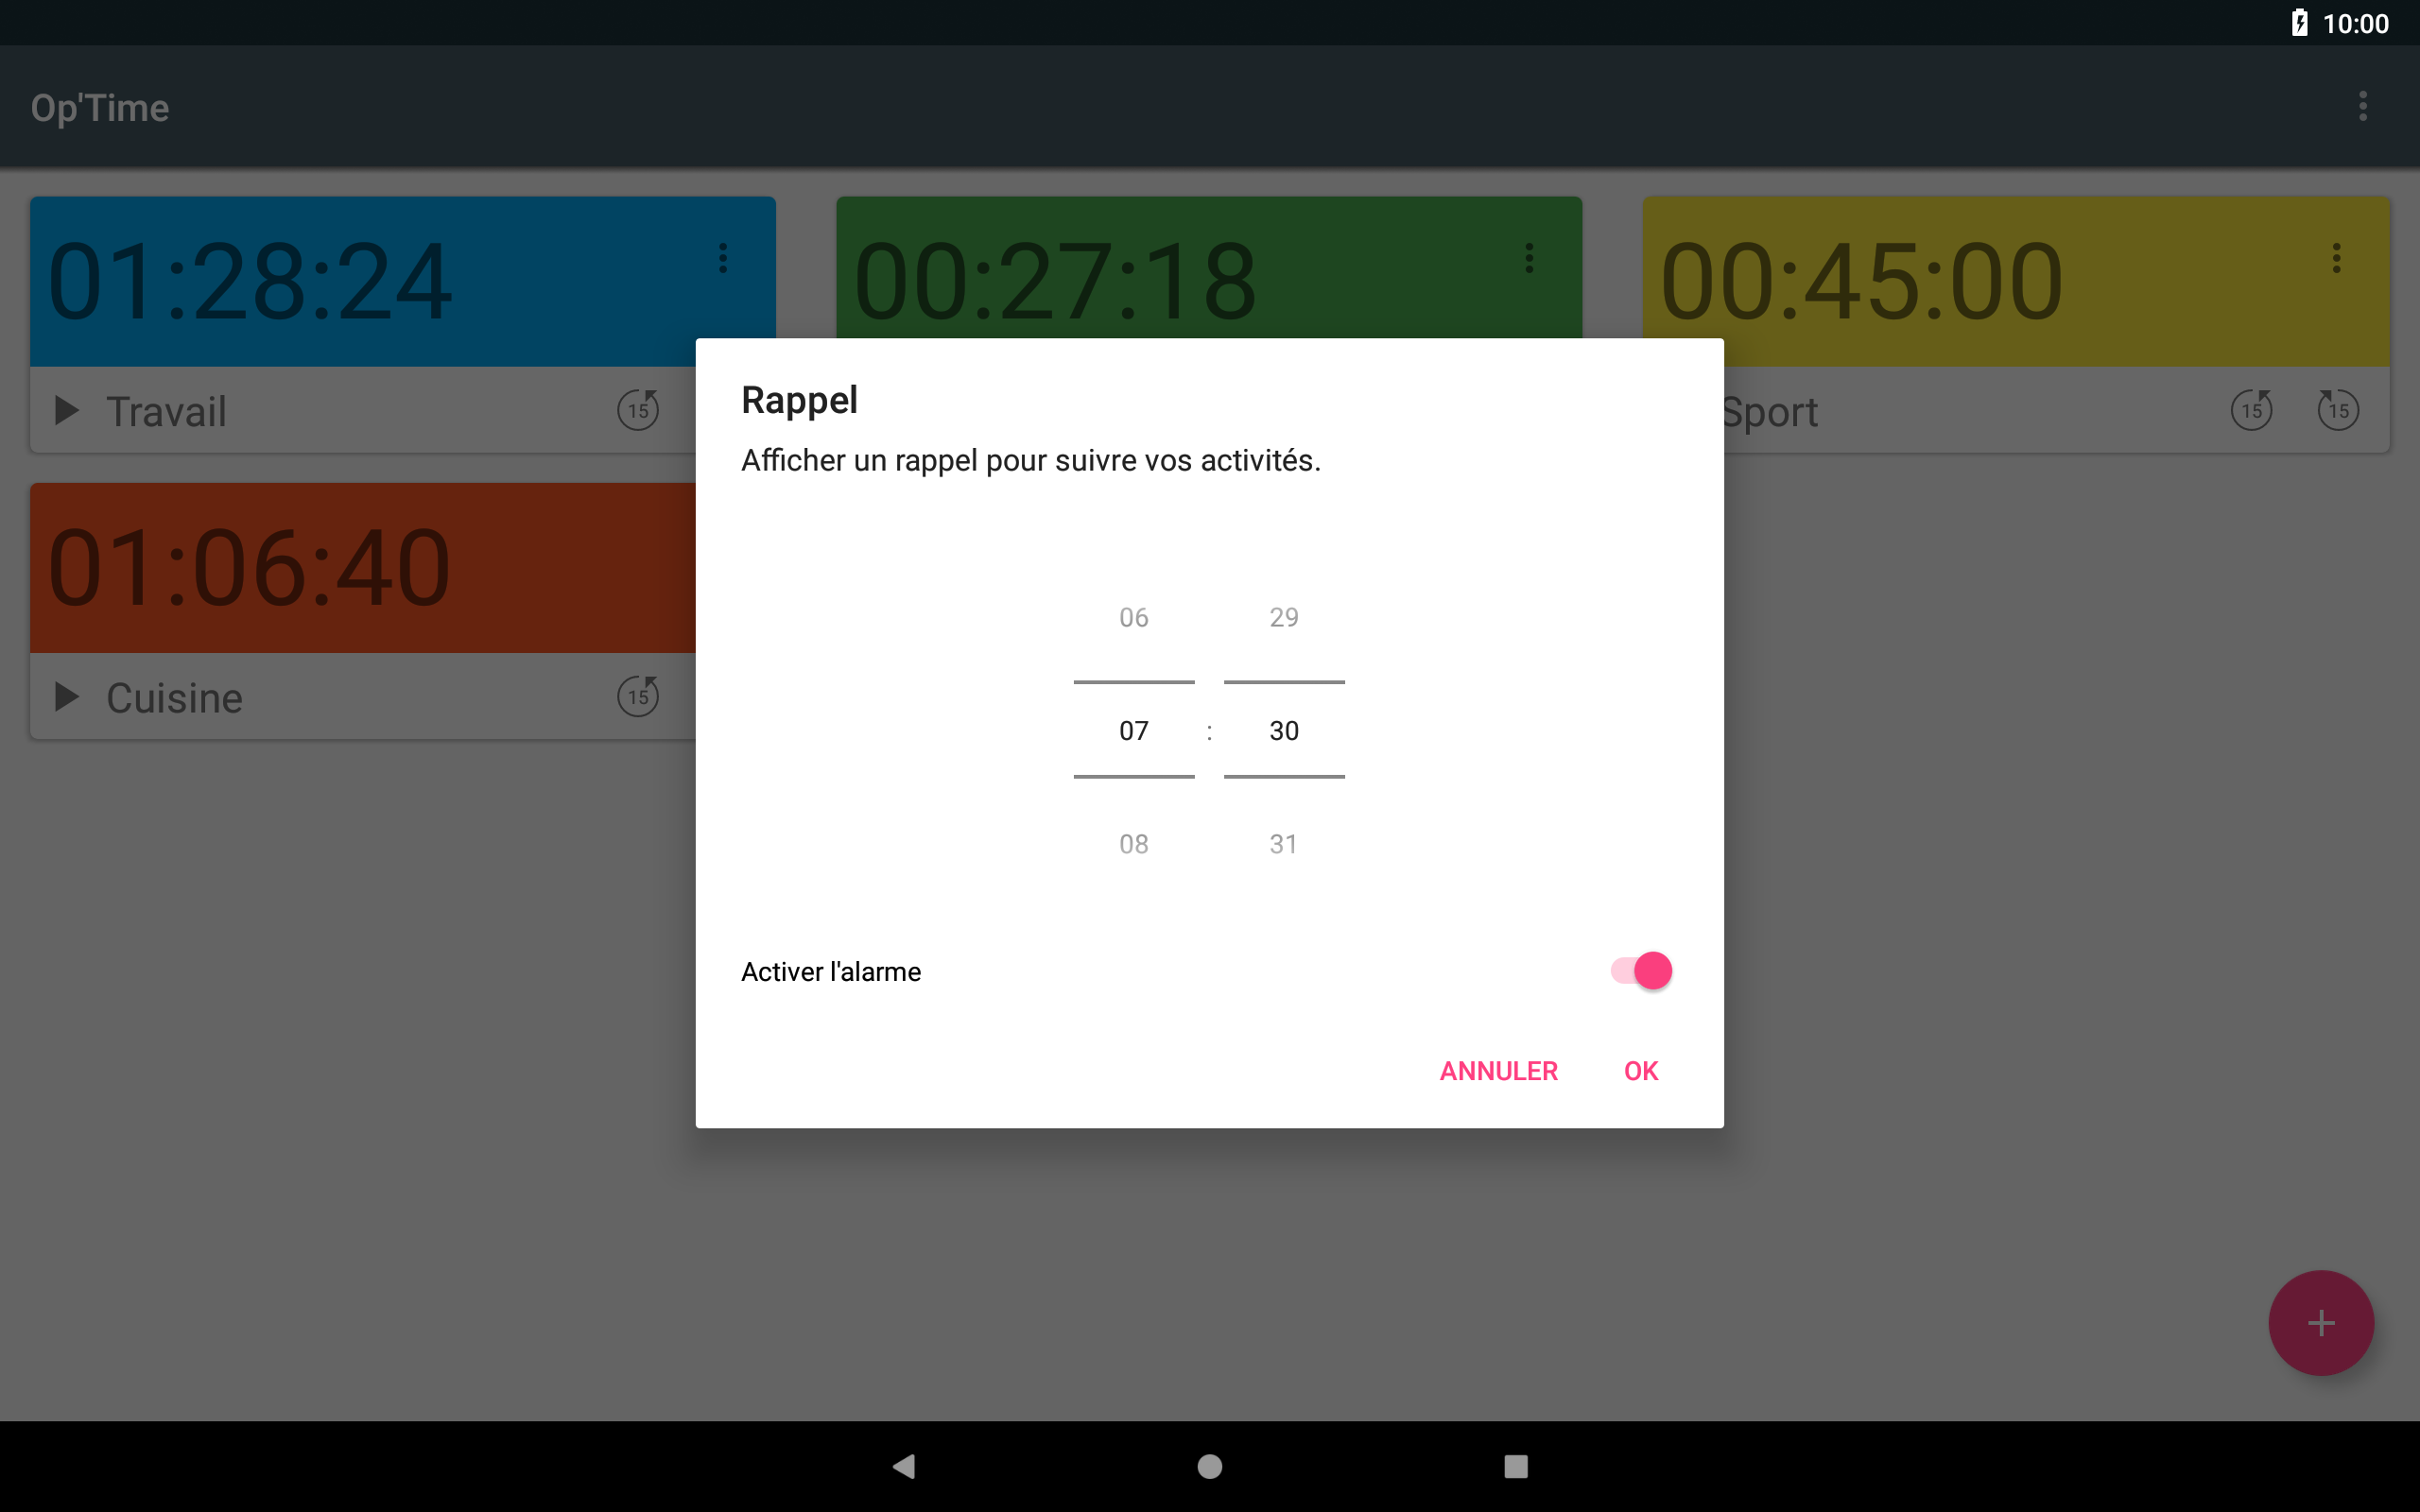 10:00
Op'Time
01:28:24
00:27:18
00:45:00
Travail
15
Sport
15
15
01:06:40
Cuisine
15
Rappel
Afficher un rappel pour suivre vos activités.
06 29
07 : 30
08 31
Activer l'alarme
ANNULER OK